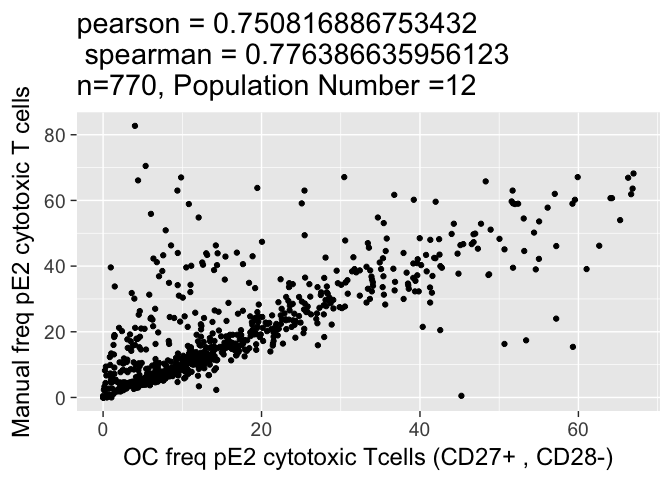 pearson = 0.750816886753432
spearman = 0.776386635956123
n=770, Population Number =12
Manual freq pE2 cytotoxic T cells
80
60
40
20
0
0 20 40 60
OC freq pE2 cytotoxic Tcells (CD27+ , CD28-)